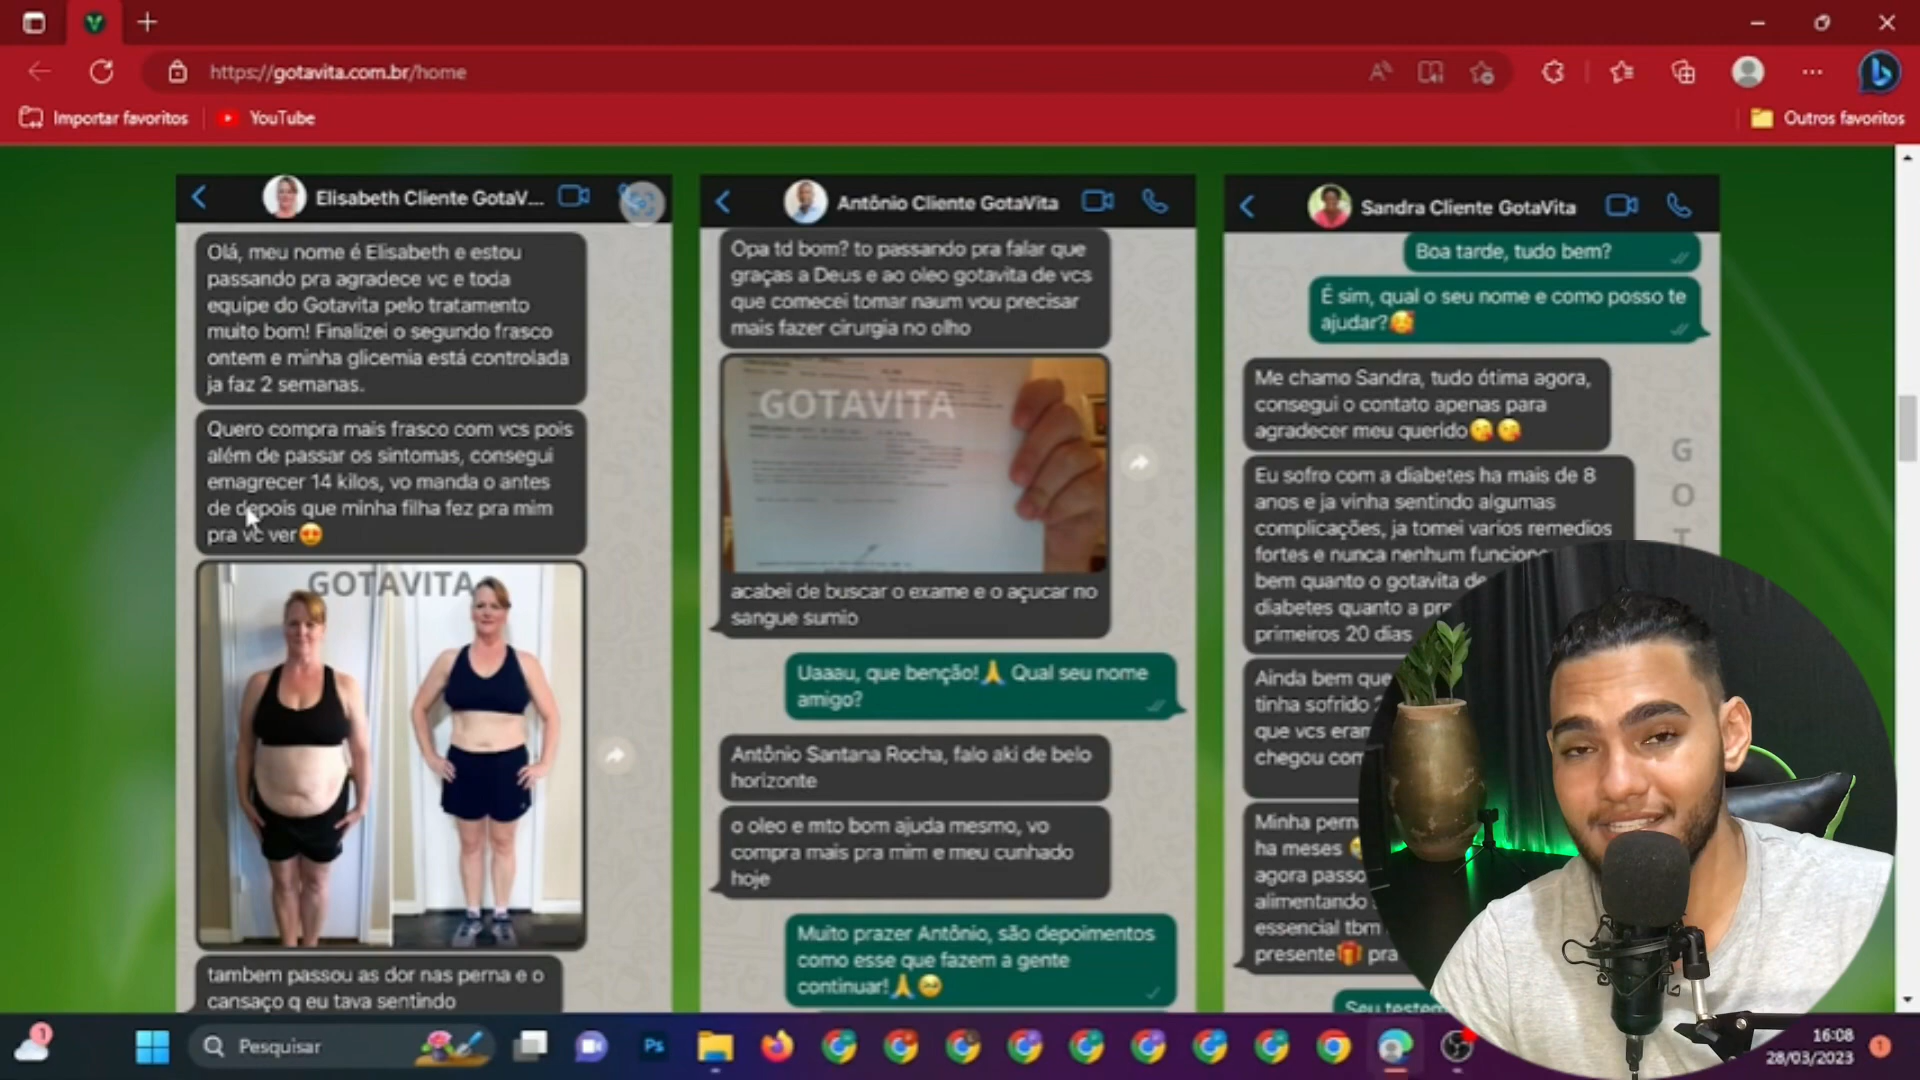 https://gotavita.com.br/home
Importar favoritos
YouTube
Outros favoritos
Elisabeth Cliente GotaV...
Olá, meu nome é Elisabeth e estou
passando pra agradece vc e toda
equipe do Gotavita pelo tratamento
muito bom! Finalizei o segundo frasco
ontem e minha glicemia está controlada
ja faz 2 semanas.
Quero compra mais frasco com vcs pois
além de passar os sintomas, consegui
emagrecer 14 kilos, vo manda o antes
de depois que minha filha fez pra mim
pra vc ver
GOTAVITA
tambem passou as dor nas perna e o
cansaço q eu tava sentindo
Antônio Cliente GotaVita
Opa td bom? to passando pra falar que
graças a Deus e ao oleo gotavita de vcs
que comecei tomar naum vou precisar
mais fazer cirurgia no olho
GOTAVITA
acabei de buscar o exame e o açucar no
sangue sumio
Uaaau, que benção! Qual seu nome
amigo?
Antônio Santana Rocha, falo aki de belo
horizonte
o oleo e mto bom ajuda mesmo, vo
compra mais pra mim e meu cunhado
hoje
Muito prazer Antônio, são depoimentos
como esse que fazem a gente
continuar!
Sandra Cliente GotaVita
Boa tarde, tudo bem?
É sim, qual o seu nome e como posso te
ajudar?
Me chamo Sandra, tudo ótima agora,
consegui o contato apenas para
agradecer meu querido
Eu sofro com a diabetes ha mais de 8
anos e ja vinha sentindo algumas
complicações, ja tomei varios remedios
fortes e nunca nenhum
bem quanto o gotavita
diabetes quanto a
primeiros 20 dias
Ainda bem que
tinha sofrido
que vcs
chegou
Minha
ha meses
agora
alimentando
essencial tbm
presente pra
Seu
G
O
T
Pesquisar
Ps
1
16:08
28/03/2023
1